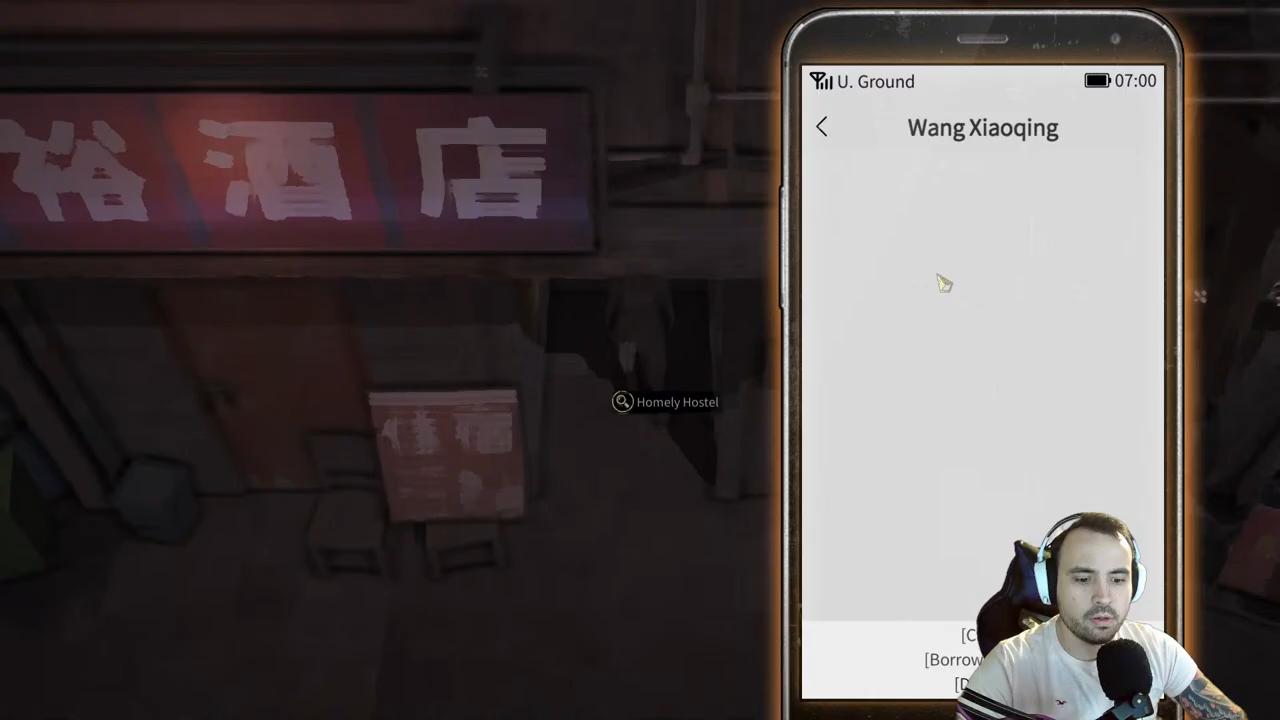 裕酒店
Homely Hostel
U. Ground
07:00
Wang Xiaoqing
[C
[Borrow
[D